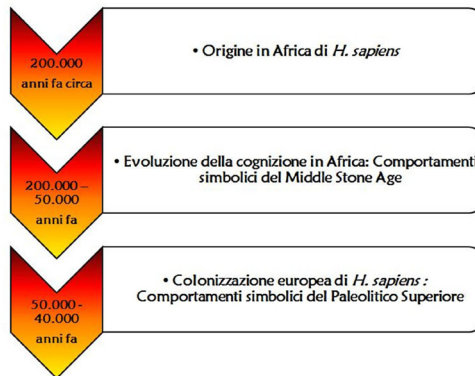 200.000
anni fa circa
• Origine in Africa di H. sapiens
200.000 –
50.000
anni fa
• Evoluzione della cognizione in Africa: Comportamenti
simbolici del Middle Stone Age
50.000-
40.000
anni fa
• Colonizzazione europea di H. sapiens :
Comportamenti simbolici del Paleolitico Superiore